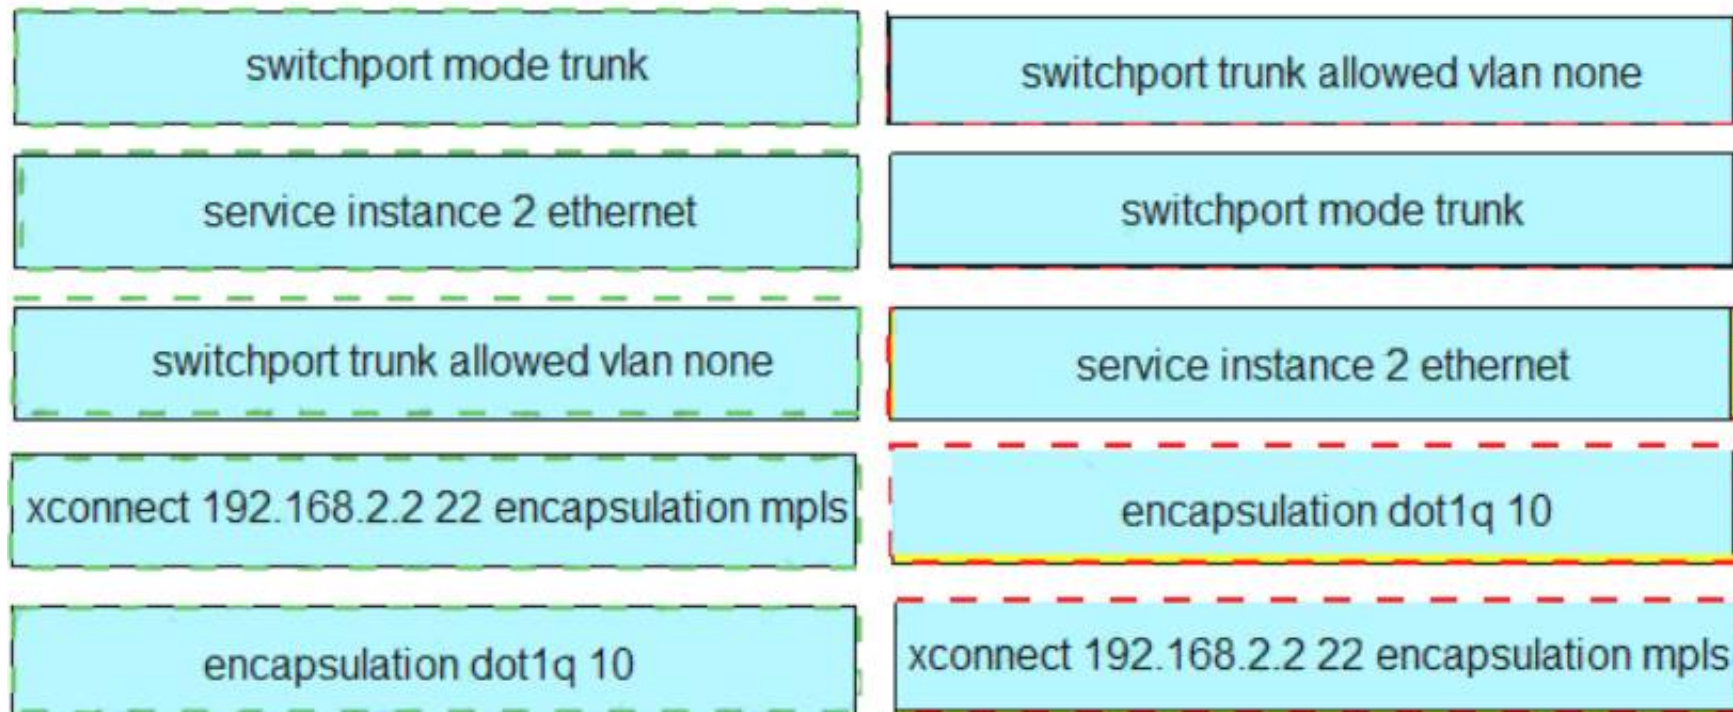 switchport mode trunk
service instance 2 ethernet
switchport trunk allowed vlan none
xconnect 192.168.2.2 22 encapsulation mpls
encapsulation dot1q 10
switchport trunk allowed vlan none
switchport mode trunk
service instance 2 ethernet
encapsulation dot1q 10
xconnect 192.168.2.2 22 encapsulation mpls